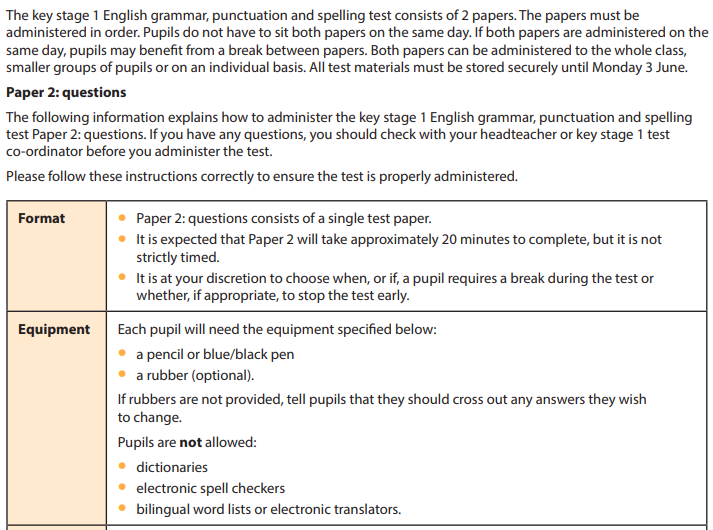 The key stage 1 English grammar, punctuation and spelling test consists of 2 papers. The papers must be
administered in order. Pupils do not have to sit both papers on the same day. If both papers are administered on the
same day, pupils may benefit from a break between papers. Both papers can be administered to the whole class,
smaller groups of pupils or on an individual basis. All test materials must be stored securely until Monday 3 June.
Paper 2: questions
The following information explains how to administer the key stage 1 English grammar, punctuation and spelling
test Paper 2: questions. If you have any questions, you should check with your headteacher or key stage 1 test
co-ordinator before you administer the test.
Please follow these instructions correctly to ensure the test is properly administered.
Format
• Paper 2: questions consists of a single test paper.
• It is expected that Paper 2 will take approximately 20 minutes to complete, but it is not
strictly timed.
• It is at your discretion to choose when, or if, a pupil requires a break during the test or
whether, if appropriate, to stop the test early.
Equipment
Each pupil will need the equipment specified below:
• a pencil or blue/black pen
• a rubber (optional).
If rubbers are not provided, tell pupils that they should cross out any answers they wish
to change.
Pupils are not allowed:
• dictionaries
• electronic spell checkers
• bilingual word lists or electronic translators.